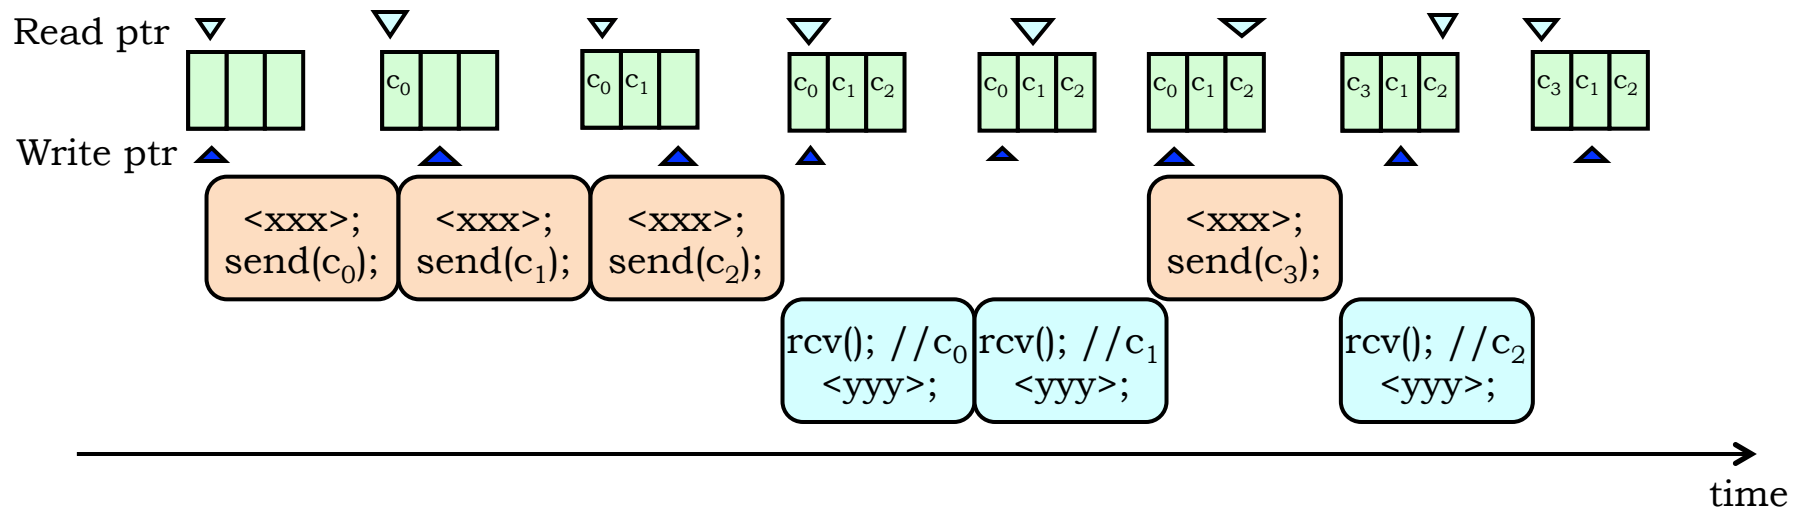 Read ptr
c₀
c₀ c₁
c₀ c₁ c₂
c₀ c₁ c₂
c₀ c₁ c₂
c₃ c₁ c₂
c₃ c₁ c₂
Write ptr
<xxx>;
send(c₀);
<xxx>;
send(c₁);
<xxx>;
send(c₂);
<xxx>;
send(c₃);
rcv(); //c₀
<yyy>;
rcv(); //c₁
<yyy>;
rcv(); //c₂
<yyy>;
time